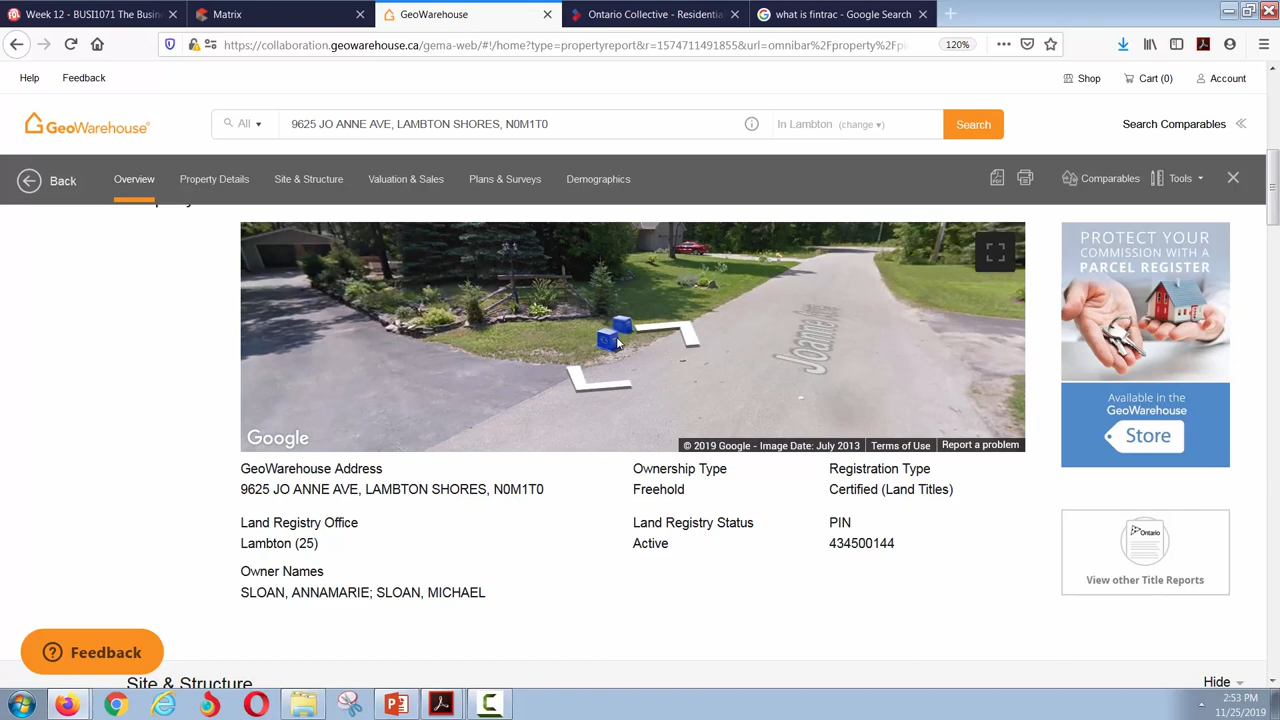 Week 12 - BUSI1071 The Busin
Matrix
GeoWarehouse
Ontario Collective - Residentia
what is fintrac - Google Search
https://collaboration.geowarehouse.ca/gema-web/#!/home?type=propertyreport&r=1574711491855&url=omnibar%2Fproperty%2Fp
120%
Help
Feedback
Shop
Cart (0)
Account
GeoWarehouse®
All
9625 JO ANNE AVE, LAMBTON SHORES, N0M1T0
In Lambton (change ▾)
Search
Search Comparables
Back
Overview
Property Details
Site & Structure
Valuation & Sales
Plans & Surveys
Demographics
PDF
Comparables
Tools
Joanne Ave
Google
© 2019 Google - Image Date: July 2013
Terms of Use
Report a problem
PROTECT YOUR
COMMISSION WITH A
PARCEL REGISTER
Available in the
GeoWarehouse
Store
GeoWarehouse Address
9625 JO ANNE AVE, LAMBTON SHORES, N0M1T0
Ownership Type
Freehold
Registration Type
Certified (Land Titles)
Land Registry Office
Lambton (25)
Land Registry Status
Active
PIN
434500144
Owner Names
SLOAN, ANNAMARIE; SLOAN, MICHAEL
Ontario
View other Title Reports
Feedback
Site & Structure
Hide
2:53 PM
11/25/2019